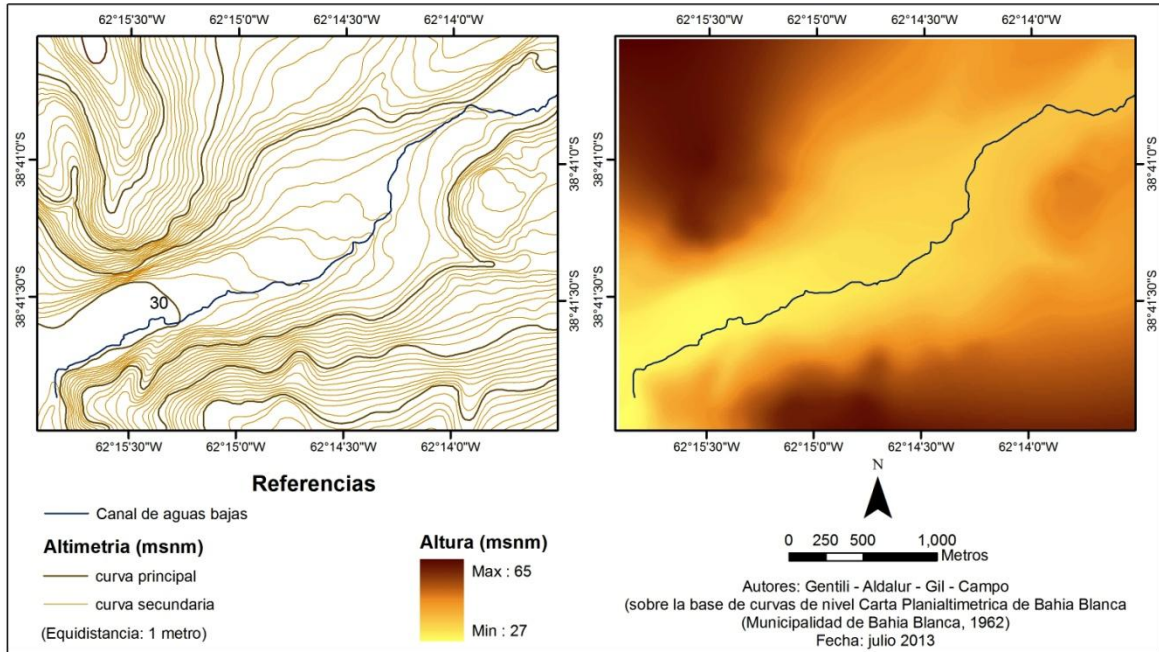 62°15'30"W 62°15'0"W 62°14'30"W 62°14'0"W
62°15'30"W 62°15'0"W 62°14'30"W 62°14'0"W
38°41'0"S
38°41'0"S
38°41'0"S
38°41'30"S
38°41'30"S
38°41'30"S
30
62°15'30"W 62°15'0"W 62°14'30"W 62°14'0"W
62°15'30"W 62°15'0"W 62°14'30"W 62°14'0"W
Referencias
Canal de aguas bajas
Altimetria (msnm)
curva principal
curva secundaria
(Equidistancia: 1 metro)
Altura (msnm)
Max : 65
Min : 27
N
0 250 500 1,000
Metros
Autores: Gentili - Aldalur - Gil - Campo
(sobre la base de curvas de nivel Carta Planialtimetrica de Bahia Blanca
(Municipalidad de Bahia Blanca, 1962)
Fecha: julio 2013